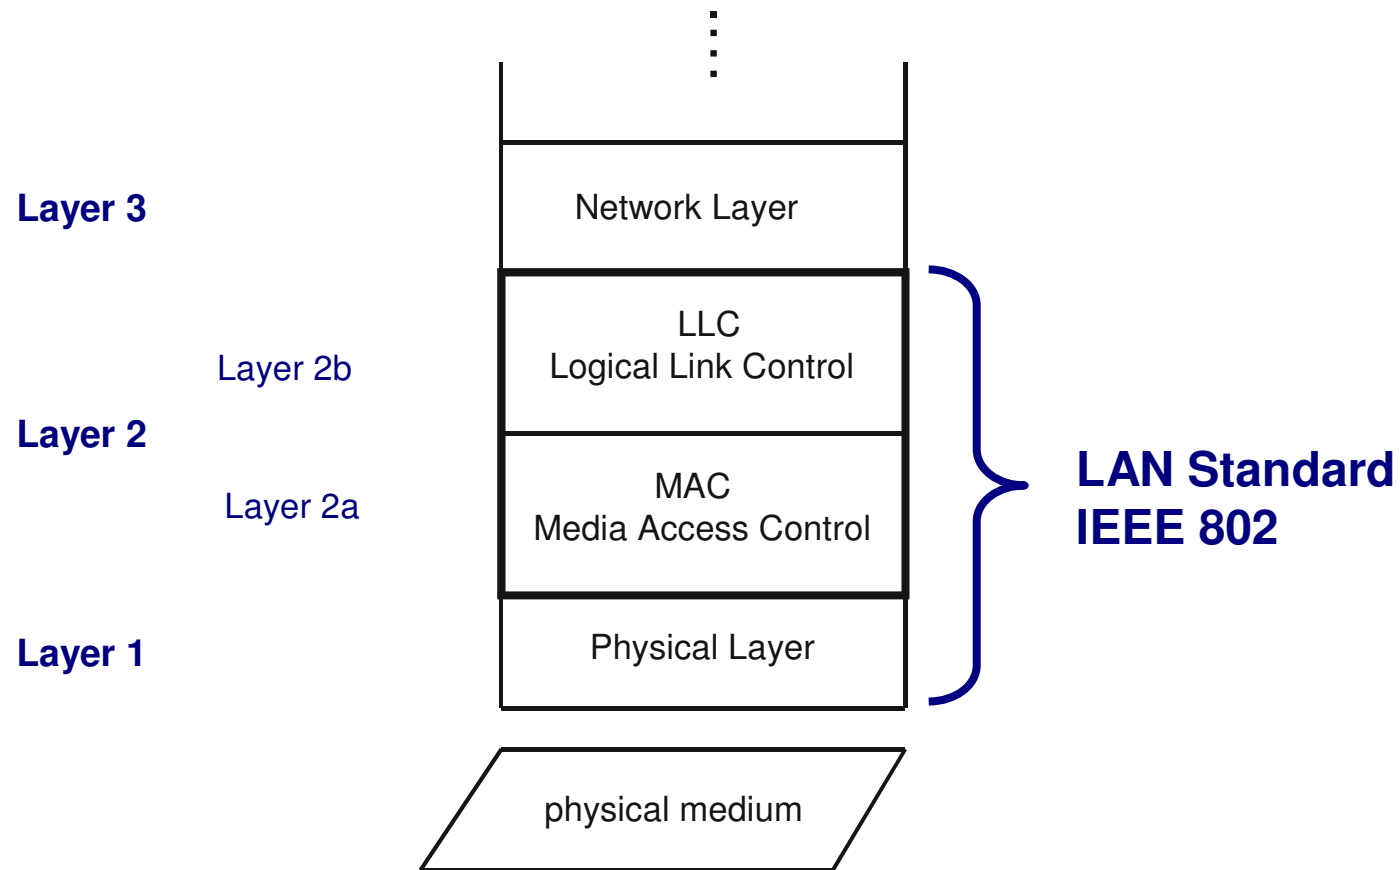 Layer 3
Network Layer
LLC
Logical Link Control
Layer 2b
Layer 2
LAN Standard
IEEE 802
MAC
Media Access Control
Layer 2a
Layer 1
Physical Layer
physical medium